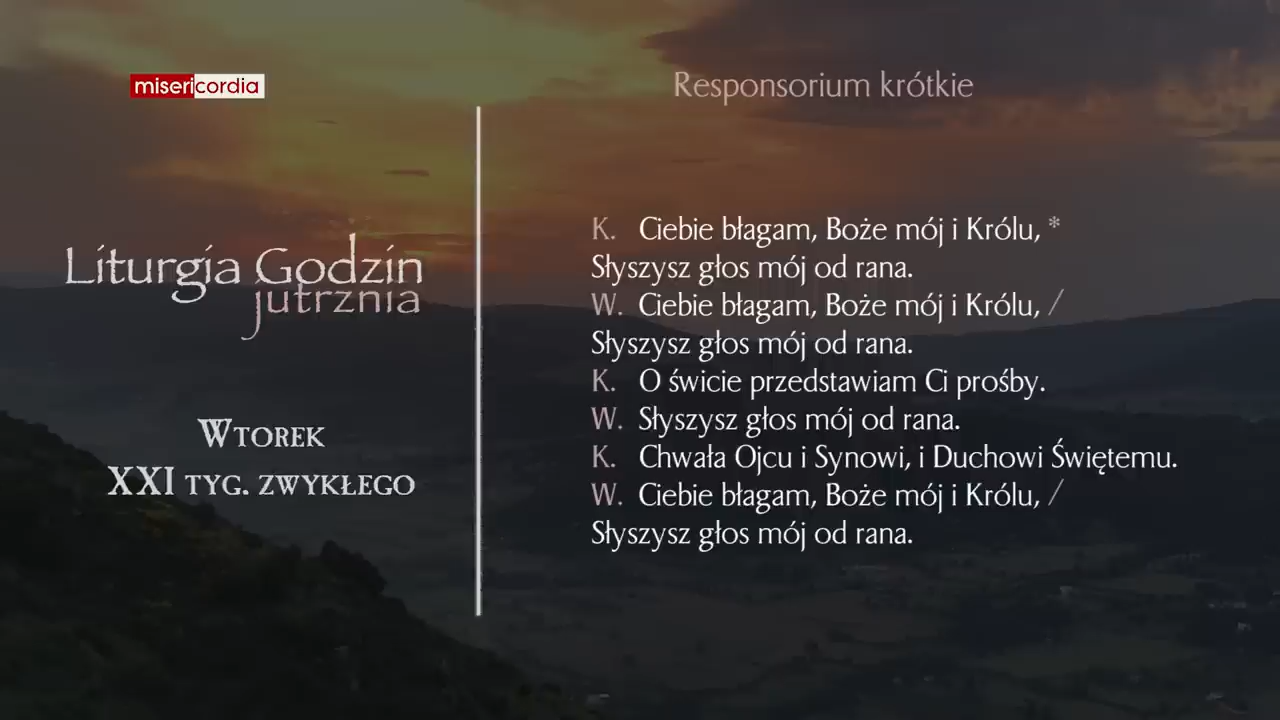 misericordia
Responsorium krótkie
Liturgia Godzin
jutrznia
Wtorek
XXI tyg. zwykłego
K. Ciebie błagam, Boże mój i Królu, *
Słyszysz głos mój od rana.
W. Ciebie błagam, Boże mój i Królu, /
Słyszysz głos mój od rana.
K. O świcie przedstawiam Ci prośby.
W. Słyszysz głos mój od rana.
K. Chwała Ojcu i Synowi, i Duchowi Świętemu.
W. Ciebie błagam, Boże mój i Królu, /
Słyszysz głos mój od rana.